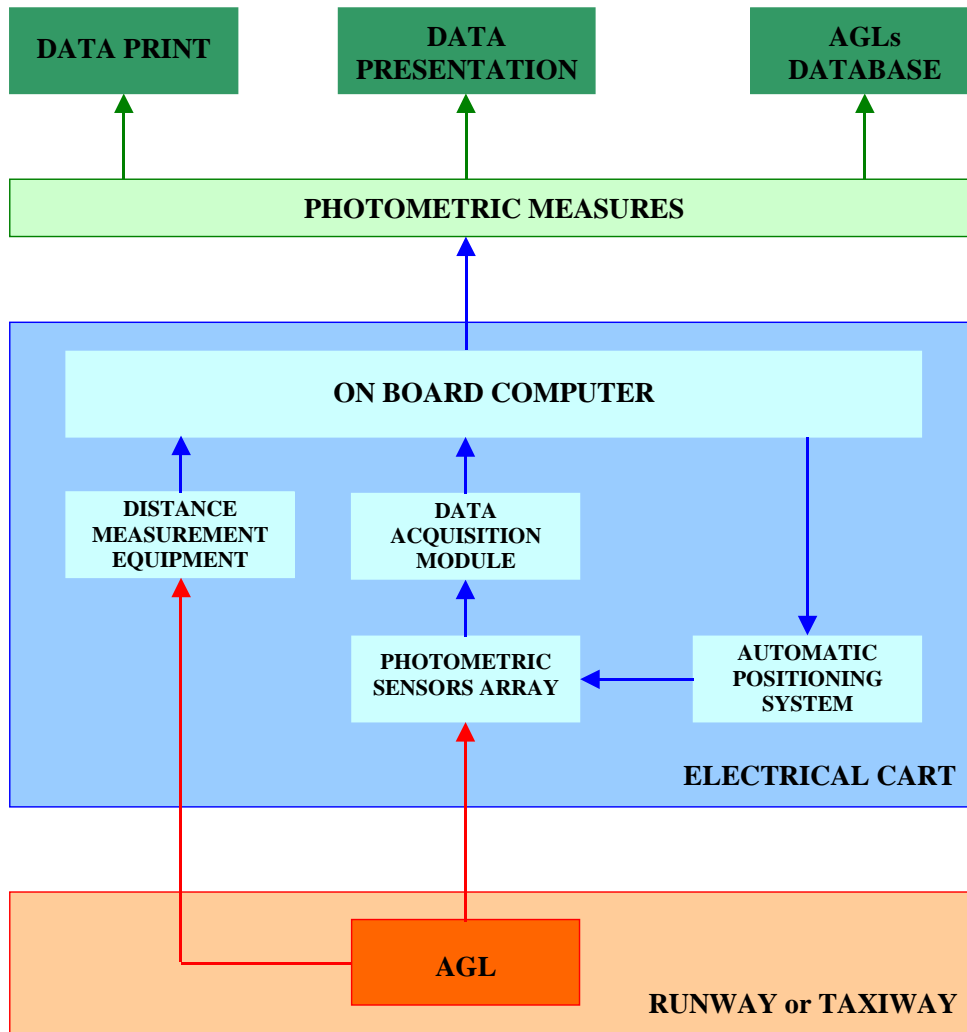 DATA PRINT
DATA
PRESENTATION
AGLs
DATABASE
PHOTOMETRIC MEASURES
ON BOARD COMPUTER
DISTANCE
MEASUREMENT
EQUIPMENT
DATA
ACQUISITION
MODULE
PHOTOMETRIC
SENSORS ARRAY
AUTOMATIC
POSITIONING
SYSTEM
ELECTRICAL CART
AGL
RUNWAY or TAXIWAY